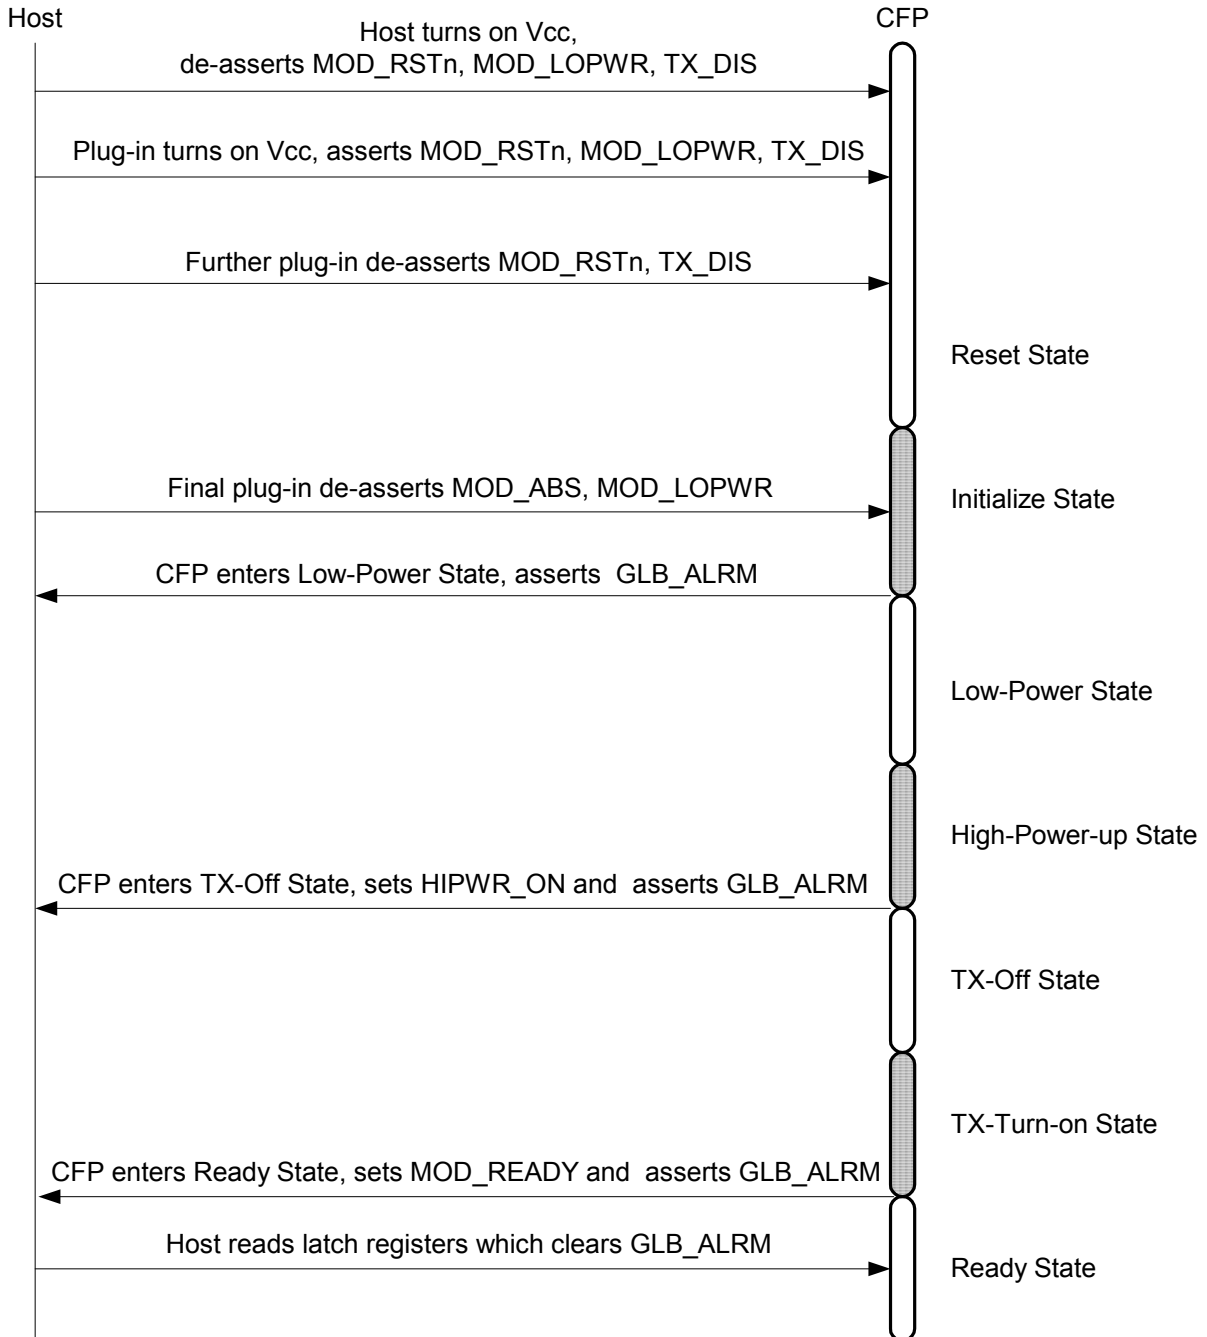 Host
CFP
Host turns on Vcc,
de-asserts MOD_RSTn, MOD_LOPWR, TX_DIS
Plug-in turns on Vcc, asserts MOD_RSTn, MOD_LOPWR, TX_DIS
Further plug-in de-asserts MOD_RSTn, TX_DIS
Reset State
Final plug-in de-asserts MOD_ABS, MOD_LOPWR
Initialize State
CFP enters Low-Power State, asserts GLB_ALRM
Low-Power State
High-Power-up State
CFP enters TX-Off State, sets HIPWR_ON and asserts GLB_ALRM
TX-Off State
TX-Turn-on State
CFP enters Ready State, sets MOD_READY and asserts GLB_ALRM
Host reads latch registers which clears GLB_ALRM
Ready State